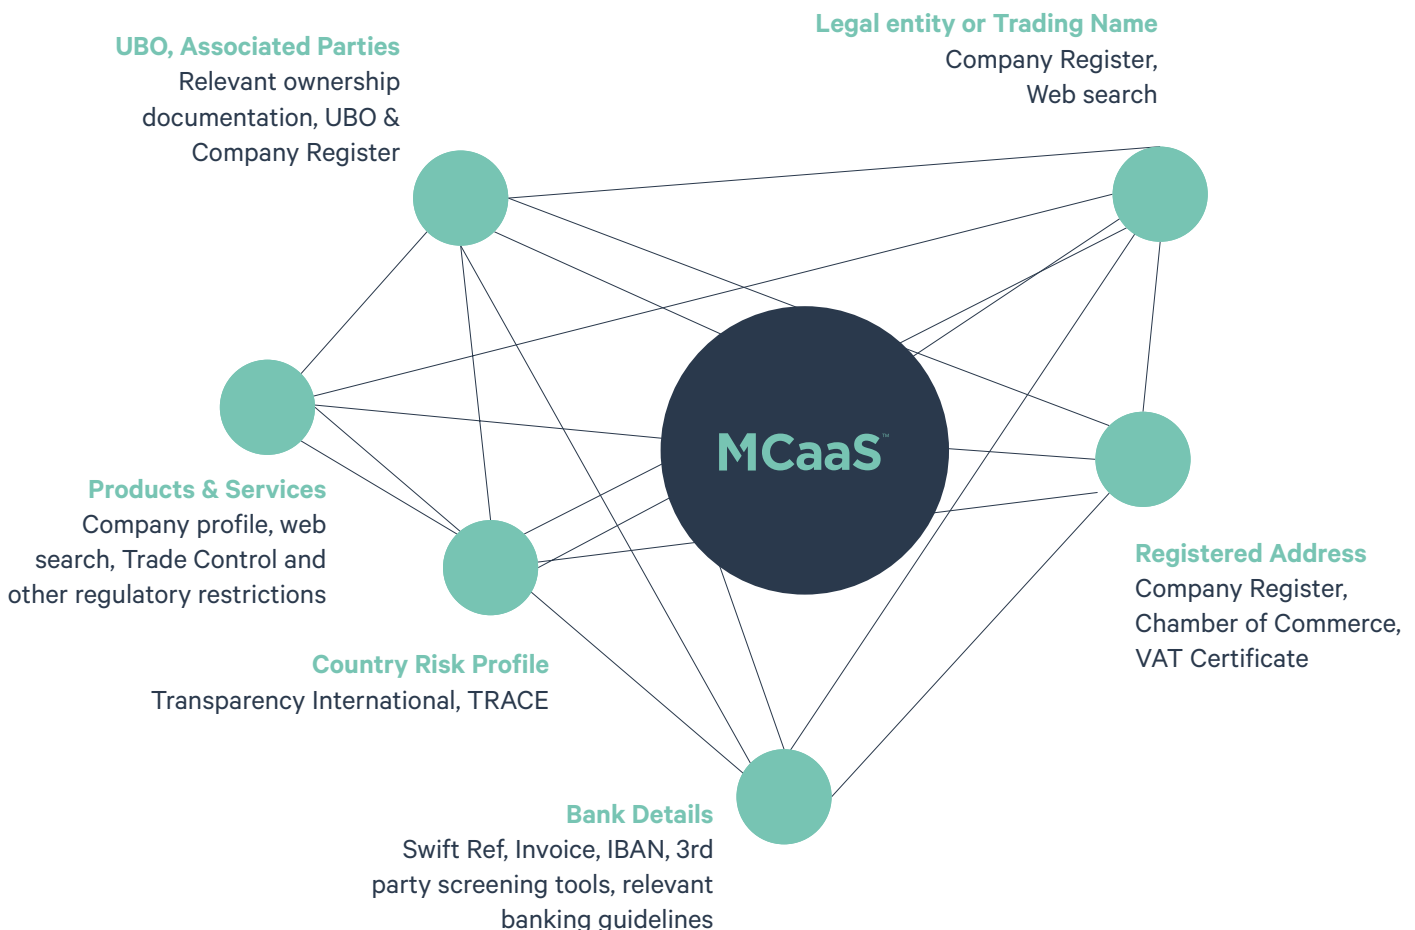 UBO, Associated Parties
Relevant ownership
documentation, UBO &
Company Register
Legal entity or Trading Name
Company Register,
Web search
MCaaS™
Products & Services
Company profile, web
search, Trade Control and
other regulatory restrictions
Registered Address
Company Register,
Chamber of Commerce,
VAT Certificate
Country Risk Profile
Transparency International, TRACE
Bank Details
Swift Ref, Invoice, IBAN, 3rd
party screening tools, relevant
banking guidelines